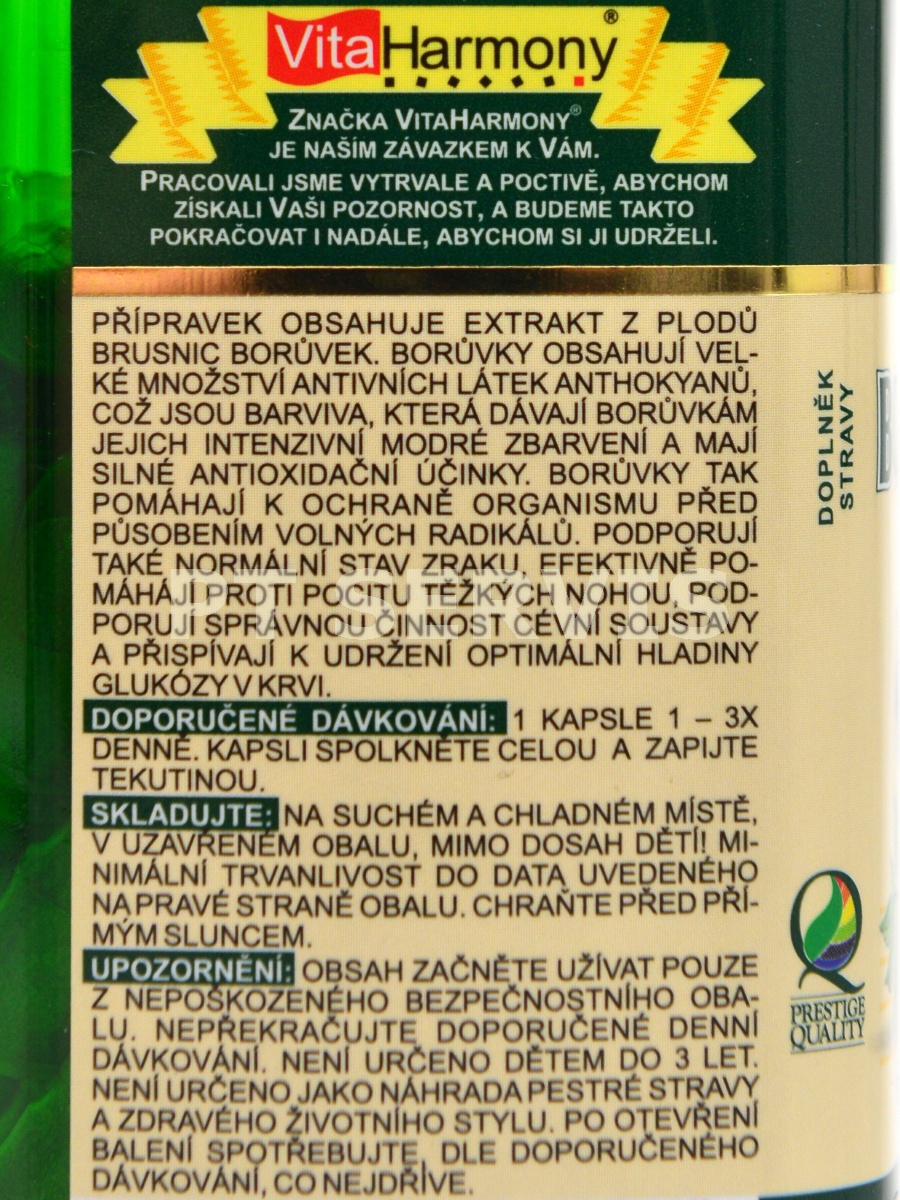 VitaHarmony®
ZNAČKA VITAHARMONY®
JE NAŠÍM ZÁVAZKEM K VÁM.
PRACOVALI JSME VYTRVALE A POCTIVĚ, ABYCHOM
ZÍSKALI VAŠI POZORNOST, A BUDEME TAKTO
POKRAČOVAT I NADÁLE, ABYCHOM SI JI UDRŽELI.
PŘÍPRAVEK OBSAHUJE EXTRAKT Z PLODŮ
BRUSNIC BORŮVEK. BORŮVKY OBSAHUJÍ VEL-
KÉ MNOŽSTVÍ ANTIVNÍCH LÁTEK ANTHOKYANŮ,
COŽ JSOU BARVIVA, KTERÁ DÁVAJÍ BORŮVKÁM
JEJICH INTENZIVNÍ MODRÉ ZBARVENÍ A MAJÍ
SILNÉ ANTIOXIDAČNÍ ÚČINKY. BORŮVKY TAK
POMÁHAJÍ K OCHRANĚ ORGANISMU PŘED
PŮSOBENÍM VOLNÝCH RADIKÁLŮ. PODPORUJÍ
TAKÉ NORMÁLNÍ STAV ZRAKU, EFEKTIVNĚ PO-
MÁHÁJÍ PROTI POCITU TĚŽKÝCH NOHOU, POD-
PORUJÍ SPRÁVNOU ČINNOST CÉVNÍ SOUSTAVY
A PŘISPÍVAJÍ K UDRŽENÍ OPTIMÁLNÍ HLADINY
GLUKÓZY V KRVI.
DOPORUČENÉ DÁVKOVÁNÍ: 1 KAPSLE 1 – 3X
DENNĚ. KAPSLI SPOLKNĚTE CELOU A ZAPIJTE
TEKUTINOU.
SKLADUJTE: NA SUCHÉM A CHLADNÉM MÍSTĚ,
V UZAVŘENÉM OBALU, MIMO DOSAH DĚTÍ! MI-
NIMÁLNÍ TRVANLIVOST DO DATA UVEDENÉHO
NA PRAVÉ STRANĚ OBALU. CHRAŇTE PŘED PŘÍ-
MÝM SLUNCEM.
UPOZORNĚNÍ: OBSAH ZAČNĚTE UŽÍVAT POUZE
Z NEPOŠKOZENÉHO BEZPEČNOSTNÍHO OBA-
LU. NEPŘEKRAČUJTE DOPORUČENÉ DENNÍ
DÁVKOVÁNÍ. NENÍ URČENO DĚTEM DO 3 LET.
NENÍ URČENO JAKO NÁHRADA PESTRÉ STRAVY
A ZDRAVÉHO ŽIVOTNÍHO STYLU. PO OTEVŘENÍ
BALENÍ SPOTŘEBUJTE, DLE DOPORUČENÉHO
DÁVKOVÁNÍ, CO NEJDŘÍVE.
DOPLNĚK
STRAVY
PRESTIGE
QUALITY